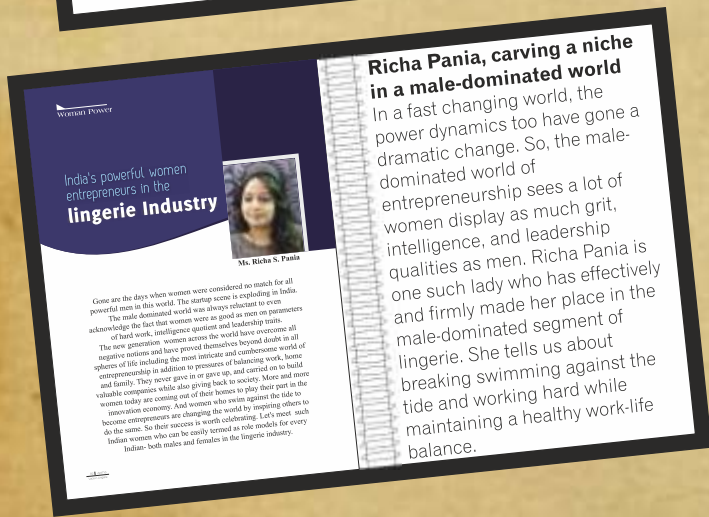 Woman Power
India's powerful women
entrepreneurs in the
lingerie Industry
Ms. Richa S. Pania
Gone are the days when women were considered no match for all
powerful men in this world. The startup scene is exploding in India.
The male dominated world was always reluctant to even
acknowledge the fact that women were as good as men on parameters
of hard work, intelligence quotient and leadership traits.
The new generation women across the world have overcome all
negative notions and have proved themselves beyond doubt in all
spheres of life including the most intricate and cumbersome world of
entrepreneurship in addition to pressures of balancing work, home
and family. They never gave in or gave up, and carried on to build
valuable companies while also giving back to society. More and more
women today are coming out of their homes to play their part in the
innovation economy. And women who swim against the tide to
become entrepreneurs are changing the world by inspiring others to
do the same. So their success is worth celebrating. Let's meet such
Indian women who can be easily termed as role models for every
Indian- both males and females in the lingerie industry.
Richa Pania, carving a niche
in a male-dominated world
In a fast changing world, the
power dynamics too have gone a
dramatic change. So, the male-
dominated world of
entrepreneurship sees a lot of
women display as much grit,
intelligence, and leadership
qualities as men. Richa Pania is
one such lady who has effectively
and firmly made her place in the
male-dominated segment of
lingerie. She tells us about
breaking swimming against the
tide and working hard while
maintaining a healthy work-life
balance.